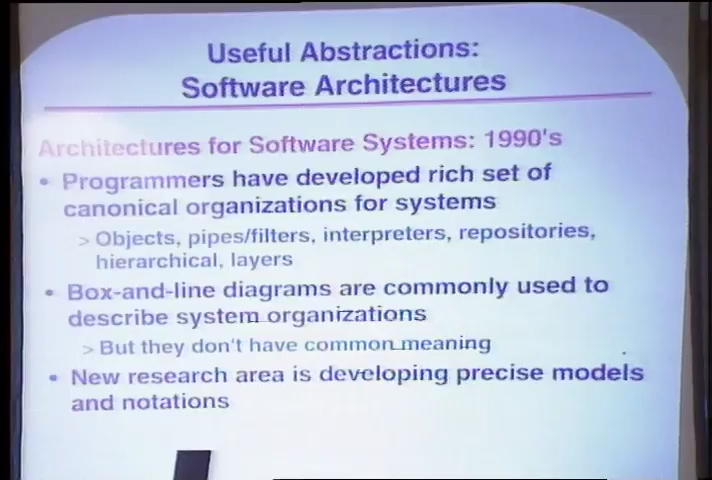 Useful Abstractions:
Software Architectures
Architectures for Software Systems: 1990's
• Programmers have developed rich set of
canonical organizations for systems
> Objects, pipes/filters, interpreters, repositories,
hierarchical, layers
• Box-and-line diagrams are commonly used to
describe system organizations
> But they don't have common meaning
• New research area is developing precise models
and notations